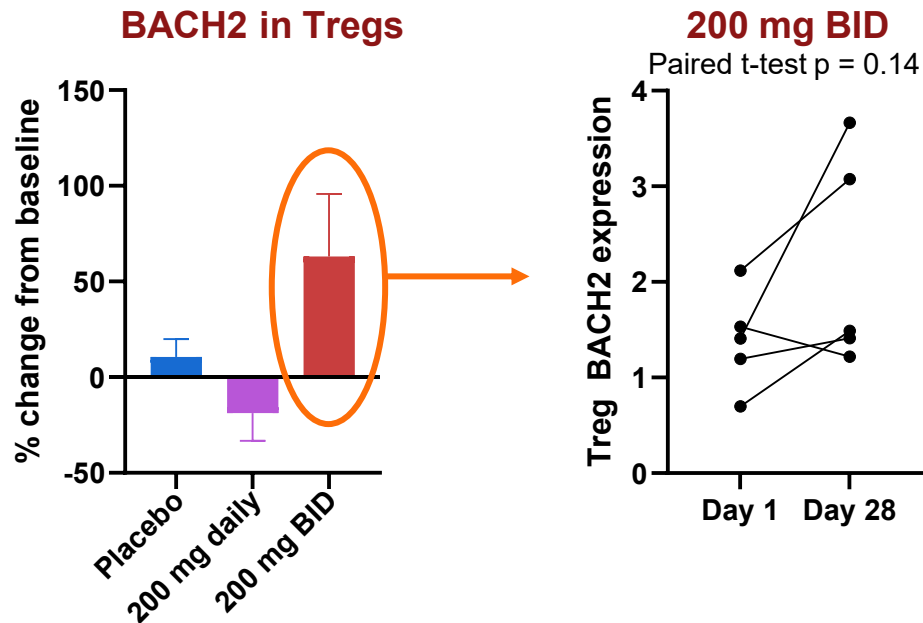 BACH2 in Tregs
% change from baseline
150
100
50
0
-50
Placebo
200 mg daily
200 mg BID
200 mg BID
Paired t-test p = 0.14
Treg BACH2 expression
4
3
2
1
0
Day 1
Day 28